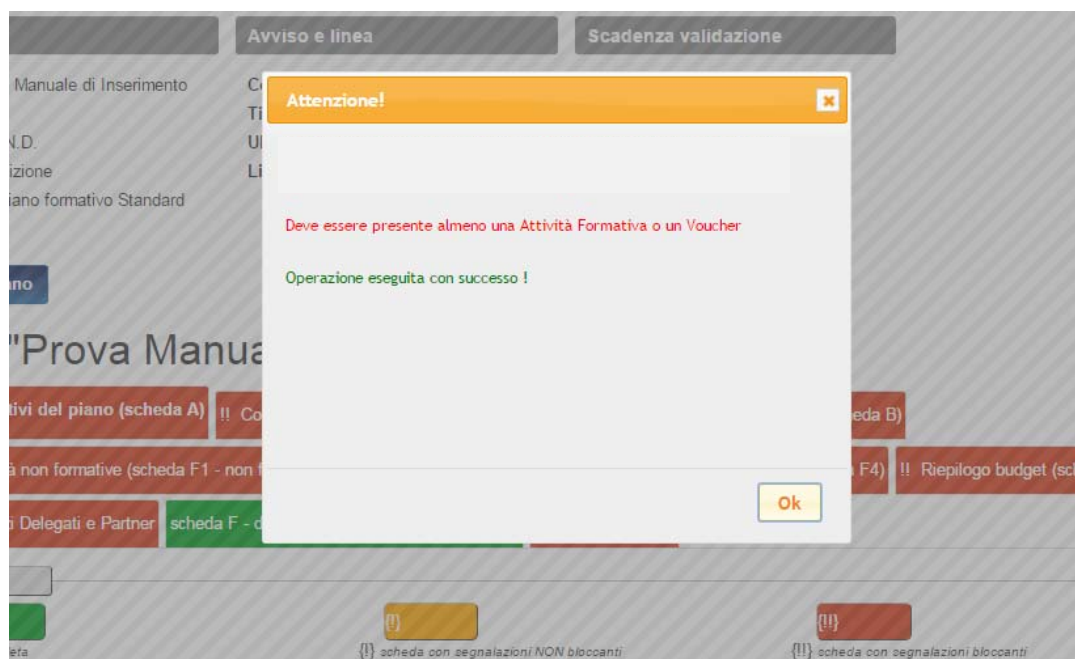 Avviso e linea
Scadenza validazione
Manuale di Inserimento
Attenzione!
N.D.
izione
iano formativo Standard
Deve essere presente almeno una Attività Formativa o un Voucher
Operazione eseguita con successo !
no
"Prova Manua
tivi del piano (scheda A) !! Co eda B)
à non formative (scheda F1 - non f F4) !! Riepilogo budget (sc
i Delegati e Partner scheda F - d
Ok
{!} {!!}
eta {!} scheda con segnalazioni NON bloccanti {!!} scheda con segnalazioni bloccanti